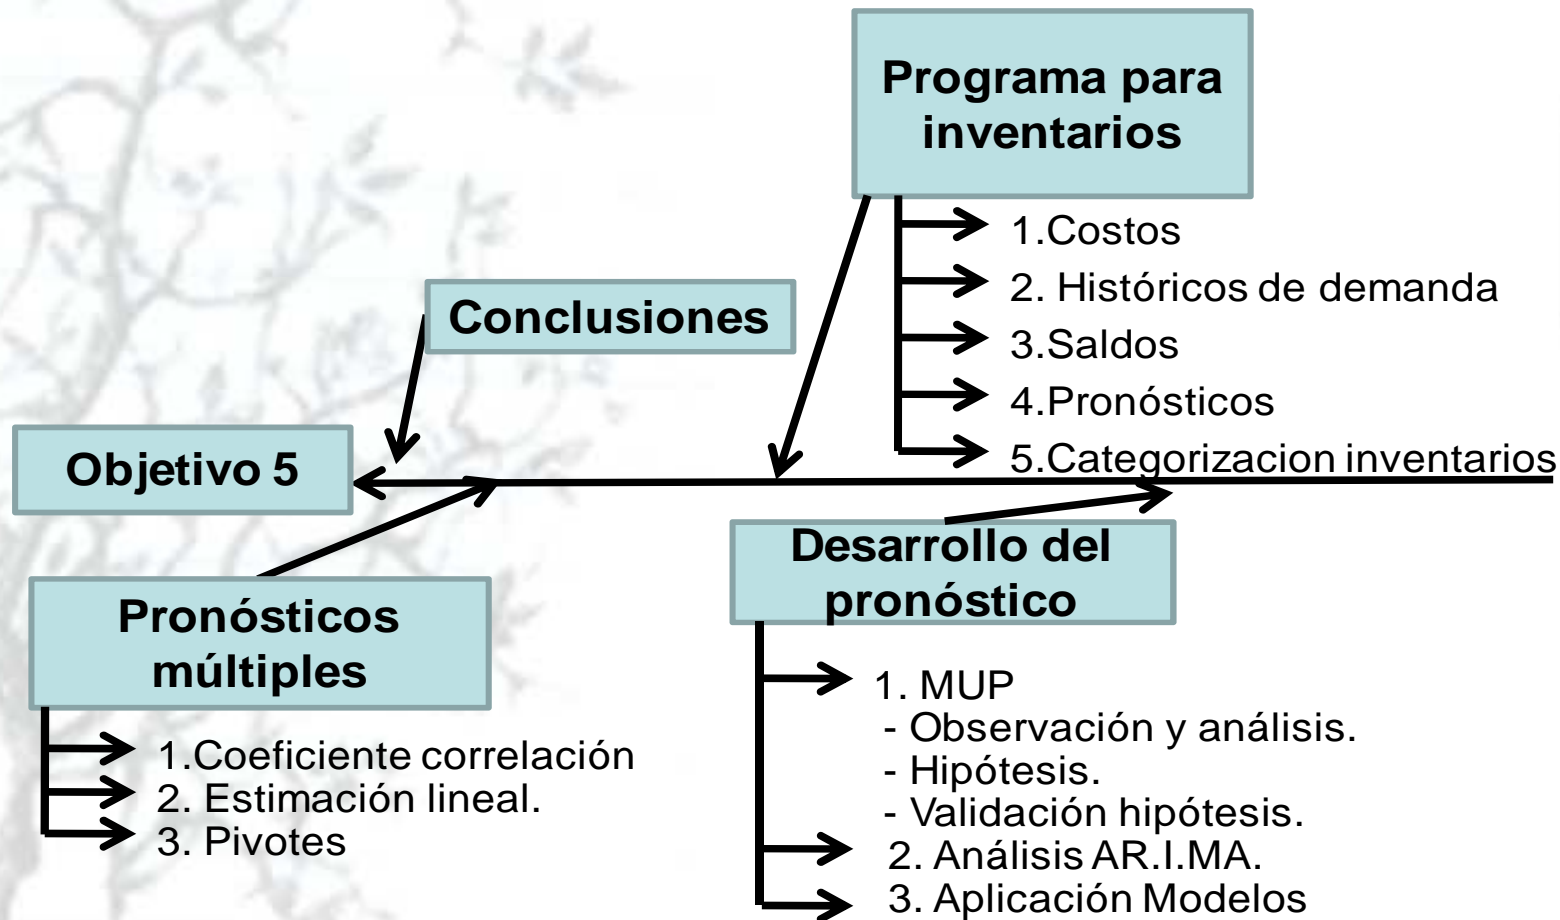 Programa para
inventarios
1.Costos
2. Históricos de demanda
3.Saldos
4.Pronósticos
5.Categorizacion inventarios
Conclusiones
Objetivo 5
Desarrollo del
pronóstico
1. MUP
- Observación y análisis.
- Hipótesis.
- Validación hipótesis.
2. Análisis AR.I.MA.
3. Aplicación Modelos
Pronósticos
múltiples
1.Coeficiente correlación
2. Estimación lineal.
3. Pivotes